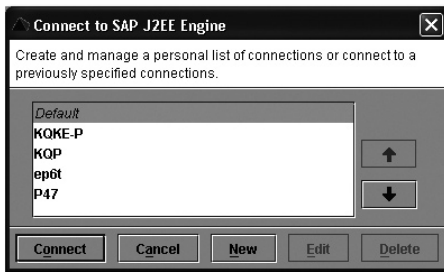 Connect to SAP J2EE Engine
Create and manage a personal list of connections or connect to a
previously specified connections.
Default
KQKE-P
KQP
ep6t
P47
Connect Cancel New Edit Delete